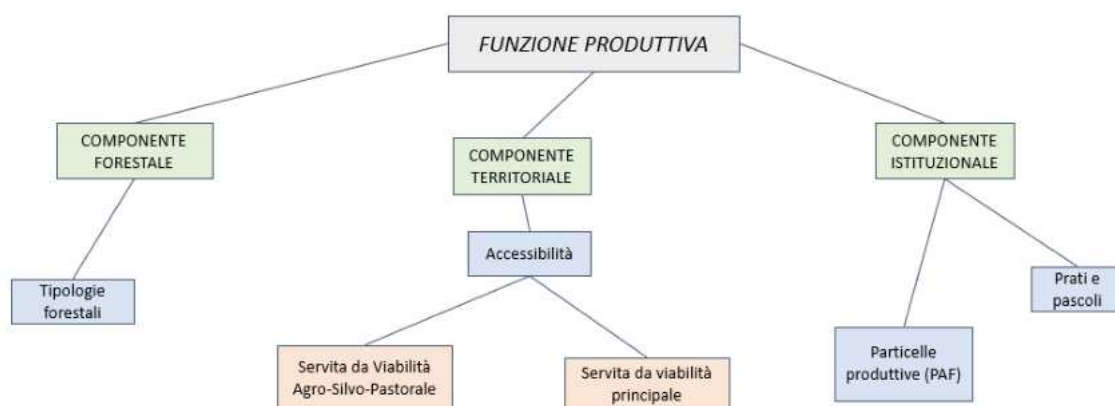 FUNZIONE PRODUTTIVA
COMPONENTE
FORESTALE
COMPONENTE
TERRITORIALE
COMPONENTE
ISTITUZIONALE
Accessibilità
Tipologie
forestali
Prati e
pascoli
Servita da Viabilità
Agro-Silvo-Pastorale
Servita da viabilità
principale
Particelle
produttive (PAF)